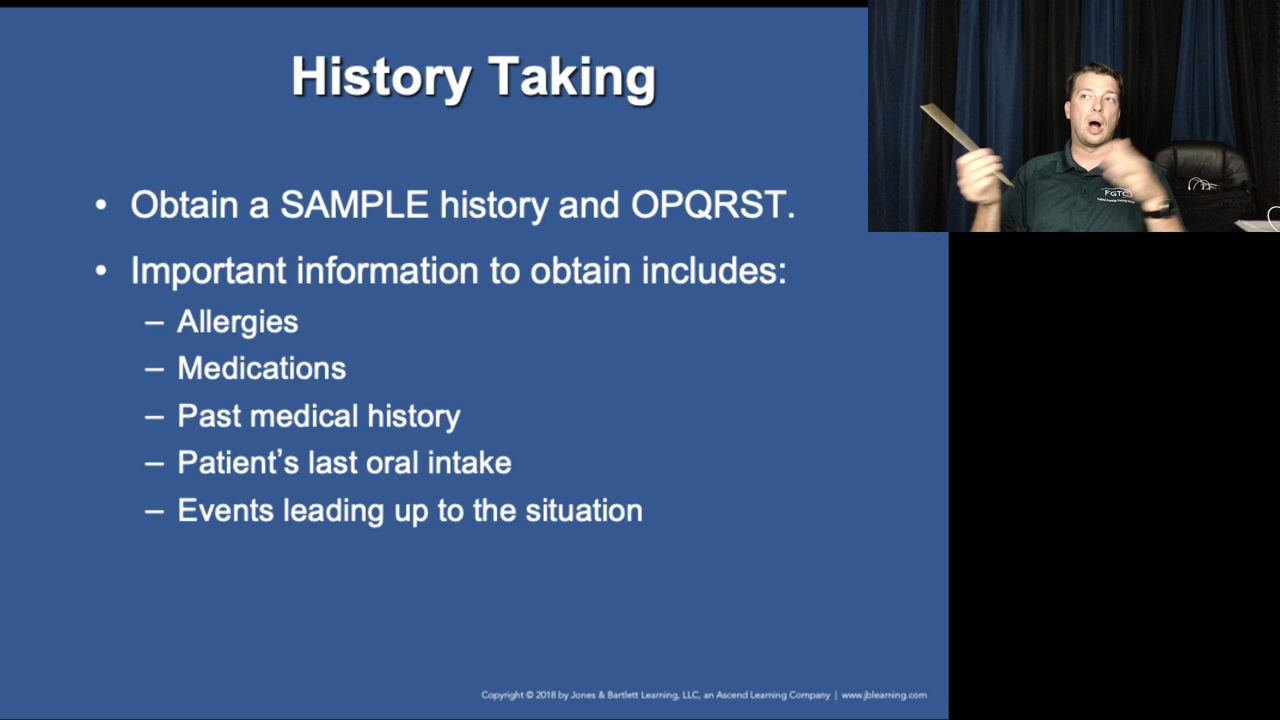 History Taking
• Obtain a SAMPLE history and OPQRST.
• Important information to obtain includes:
– Allergies
– Medications
– Past medical history
– Patient’s last oral intake
– Events leading up to the situation
Copyright © 2018 by Jones & Bartlett Learning, LLC, an Ascend Learning Company | www.jblearning.com